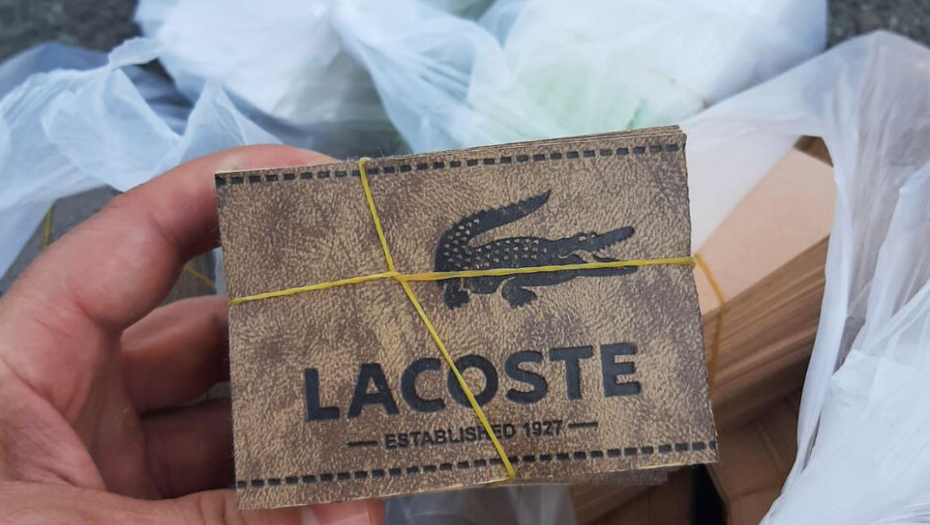 LACOSTE
— ESTABLISHED 1927 —